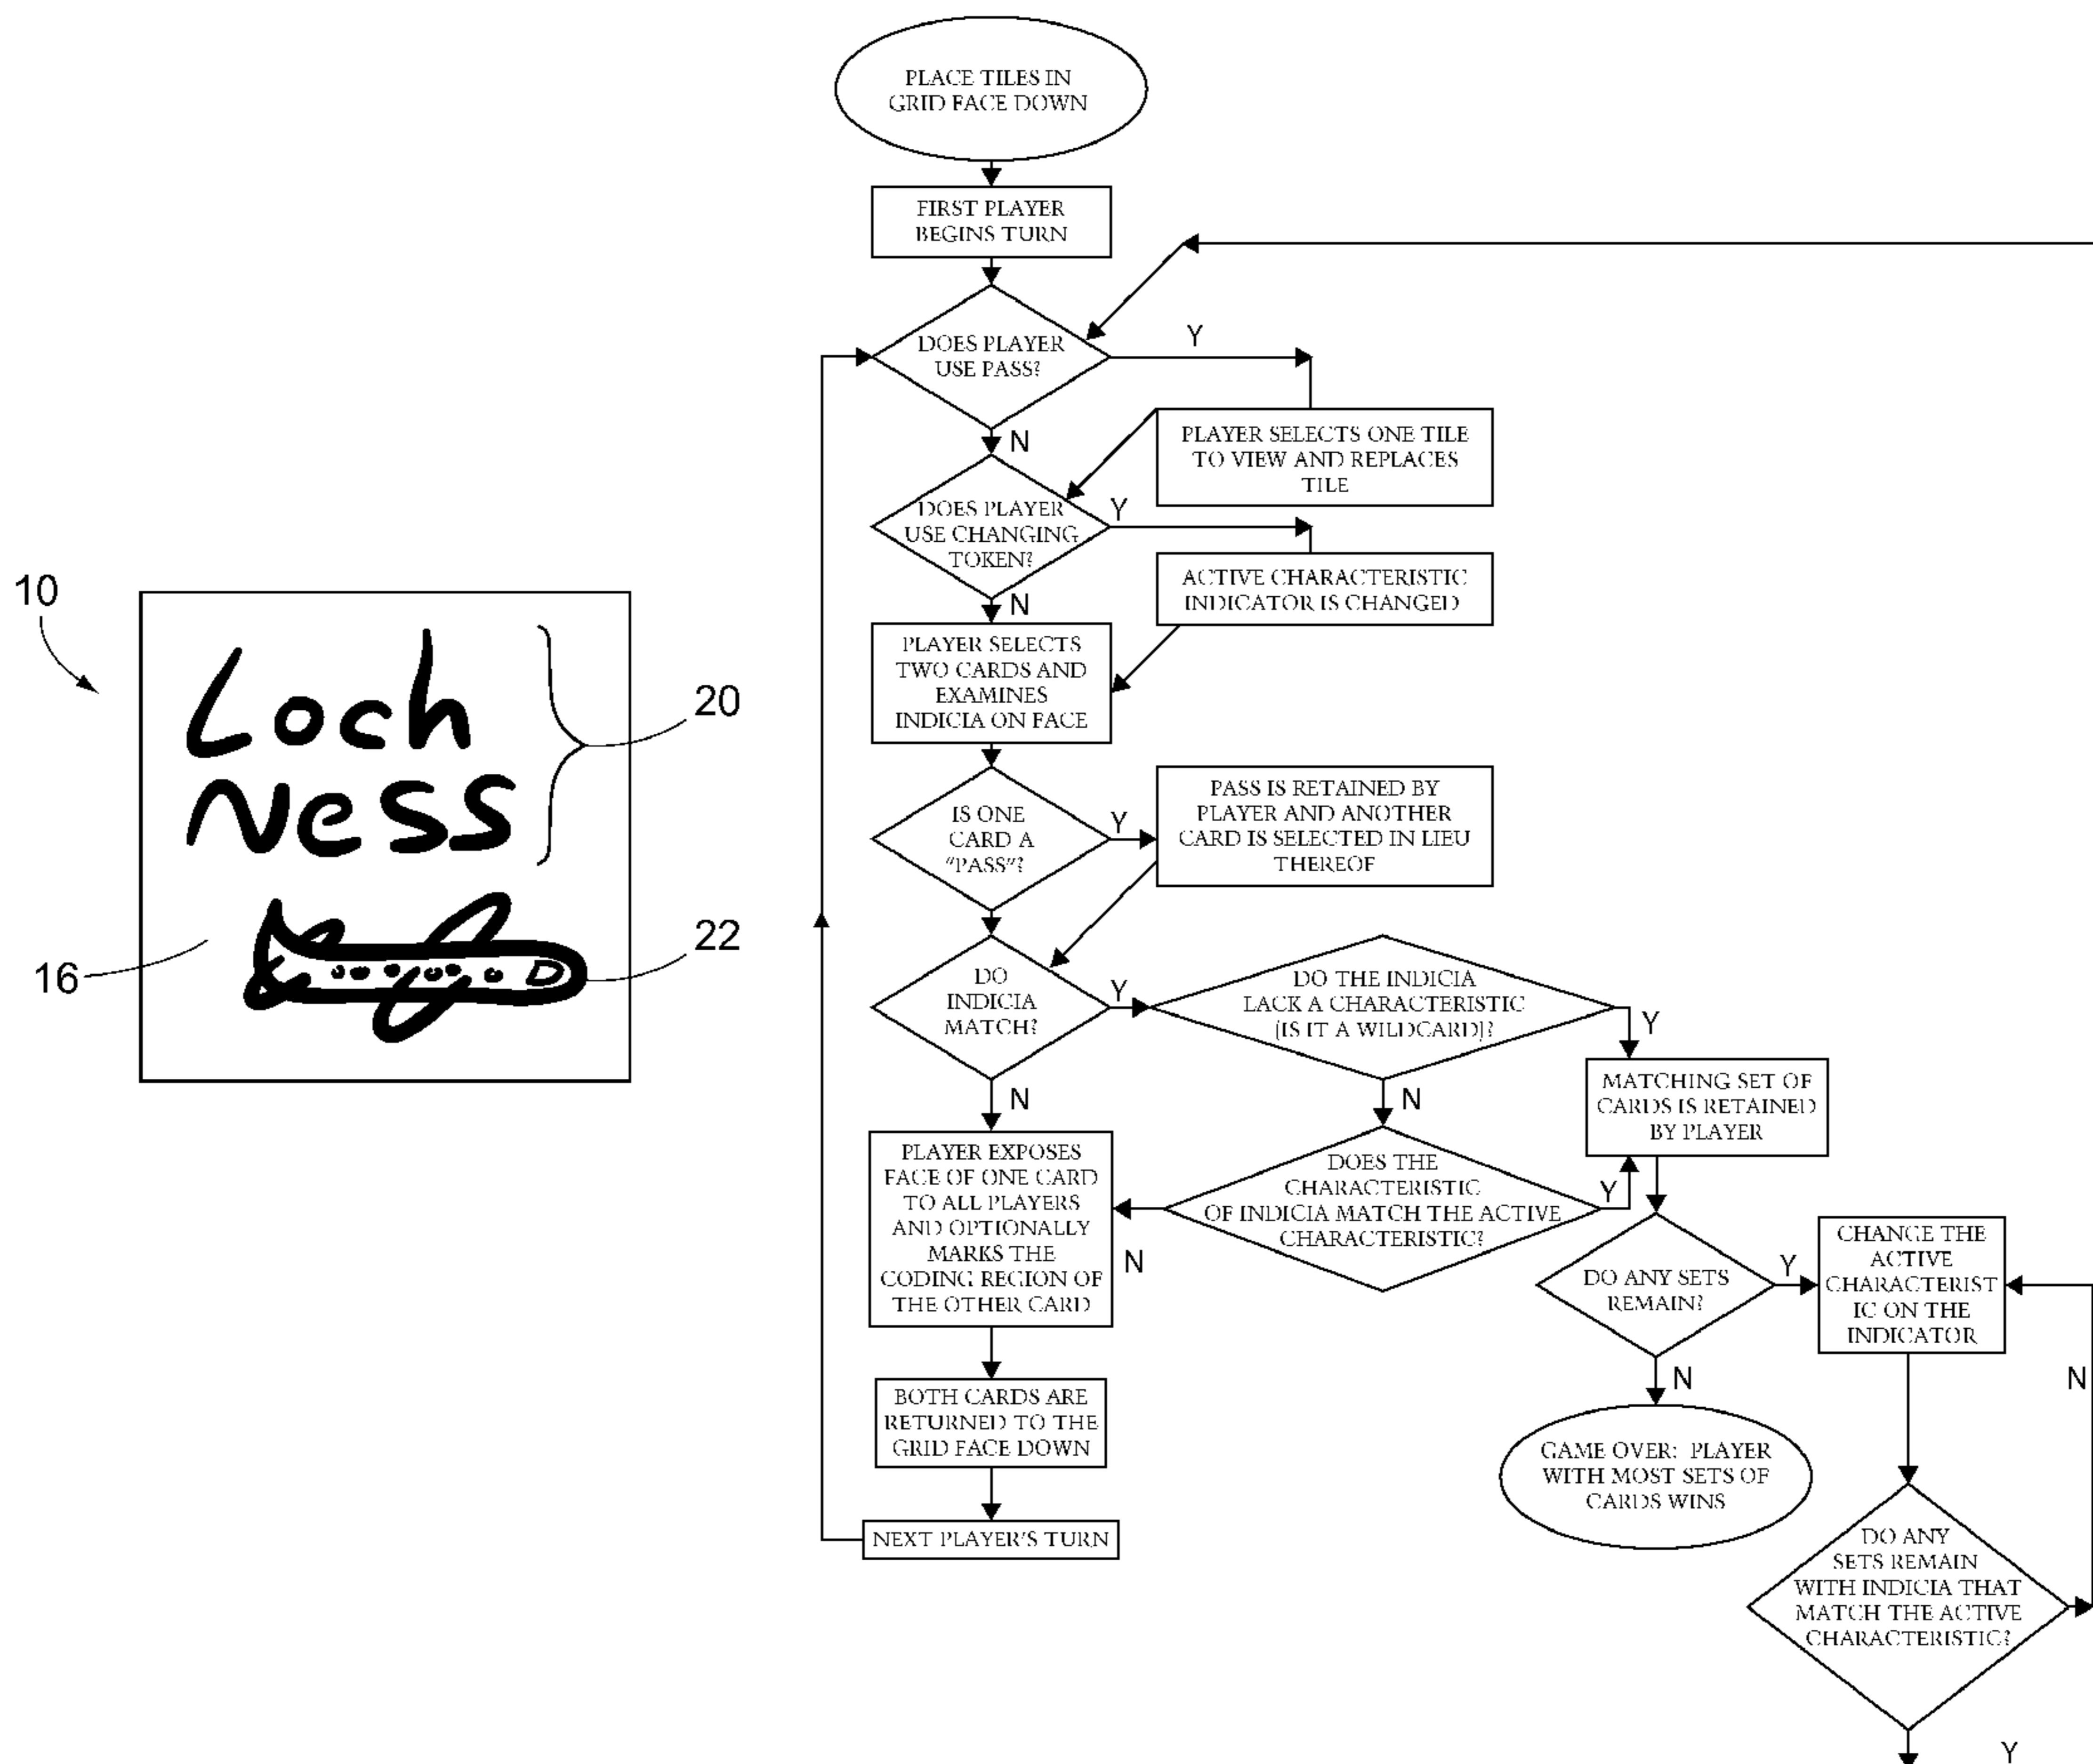 10
Loch
Ness
20
22
16
PLACE TILES IN
GRID FACE DOWN
FIRST PLAYER
BEGINS TURN
DOES PLAYER
USE PASS?
Y
N
PLAYER SELECTS ONE TILE
TO VIEW AND REPLACES
TILE
DOES PLAYER
USE CHANGING
TOKEN?
Y
N
ACTIVE CHARACTERISTIC
INDICATOR IS CHANGED
PLAYER SELECTS
TWO CARDS AND
EXAMINES
INDICIA ON FACE
IS ONE
CARD A
"PASS"?
Y
PASS IS RETAINED BY
PLAYER AND ANOTHER
CARD IS SELECTED IN LIEU
THEREOF
DO
INDICIA
MATCH?
Y
N
DO THE INDICIA
LACK A CHARACTERISTIC
(IS IT A WILDCARD)?
Y
N
MATCHING SET OF
CARDS IS RETAINED
BY PLAYER
PLAYER EXPOSES
FACE OF ONE CARD
TO ALL PLAYERS
AND OPTIONALLY
MARKS THE
CODING REGION OF
THE OTHER CARD
DOES THE
CHARACTERISTIC
OF INDICIA MATCH THE ACTIVE
CHARACTERISTIC?
Y
N
DO ANY SETS
REMAIN?
Y
N
CHANGE THE
ACTIVE
CHARACTERIST
IC ON THE
INDICATOR
N
BOTH CARDS ARE
RETURNED TO THE
GRID FACE DOWN
GAME OVER: PLAYER
WITH MOST SETS OF
CARDS WINS
NEXT PLAYER'S TURN
DO ANY
SETS REMAIN
WITH INDICIA THAT
MATCH THE ACTIVE
CHARACTERISTIC?
Y